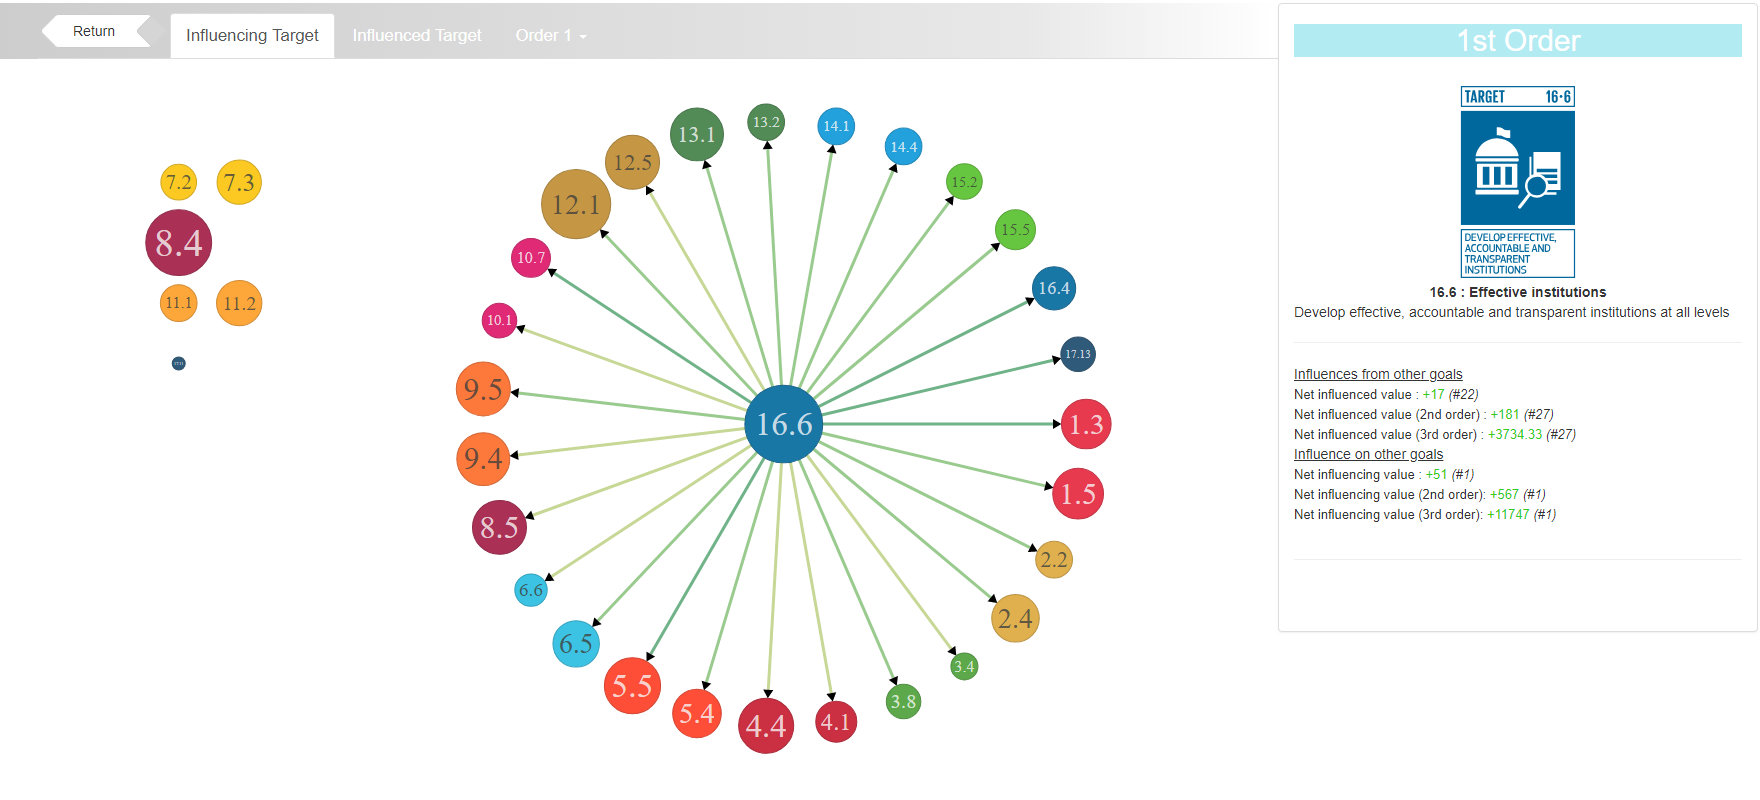 Return
Influencing Target
Influenced Target
Order 1
1st Order
TARGET 16·6
DEVELOP EFFECTIVE,
ACCOUNTABLE AND
TRANSPARENT
INSTITUTIONS
16.6 : Effective institutions
Develop effective, accountable and transparent institutions at all levels
Influences from other goals
Net influenced value : +17 (#22)
Net influenced value (2nd order) : +181 (#27)
Net influenced value (3rd order) : +3734.33 (#27)
Influence on other goals
Net influencing value : +51 (#1)
Net influencing value (2nd order): +567 (#1)
Net influencing value (3rd order): +11747 (#1)
7.2
7.3
8.4
11.1
11.2
13.1
13.2
14.1
14.4
15.2
15.5
16.4
17.13
1.3
1.5
2.2
2.4
3.4
3.8
4.1
4.4
5.4
5.5
6.5
6.6
8.5
9.4
9.5
10.1
10.7
12.1
12.5
16.6